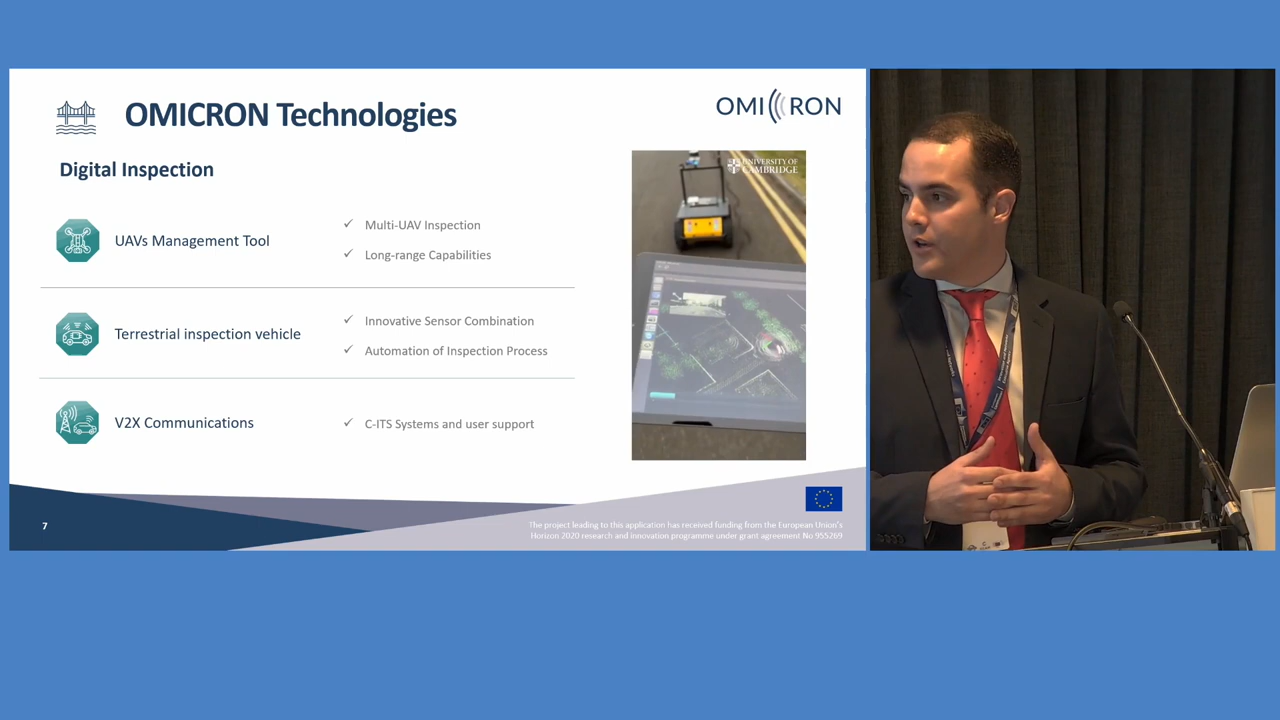 OMICRON Technologies
OMICRON
Digital Inspection
UNIVERSITY OF
CAMBRIDGE
UAVs Management Tool
✓ Multi-UAV Inspection
✓ Long-range Capabilities
Terrestrial inspection vehicle
✓ Innovative Sensor Combination
✓ Automation of Inspection Process
V2X Communications
✓ C-ITS Systems and user support
7
The project leading to this application has received funding from the European Union's
Horizon 2020 research and innovation programme under grant agreement No 955269